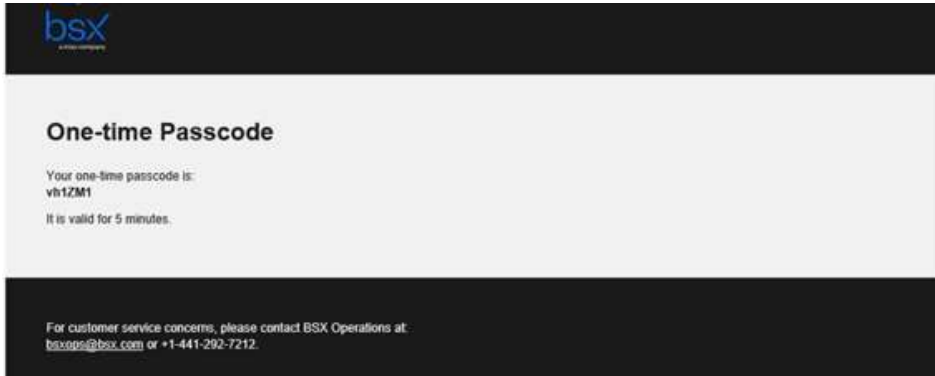 bsx
One-time Passcode
Your one-time passcode is:
vh1ZM1
It is valid for 5 minutes.
For customer service concerns, please contact BSX Operations at:
bsxops@bsx.com or +1-441-292-7212.